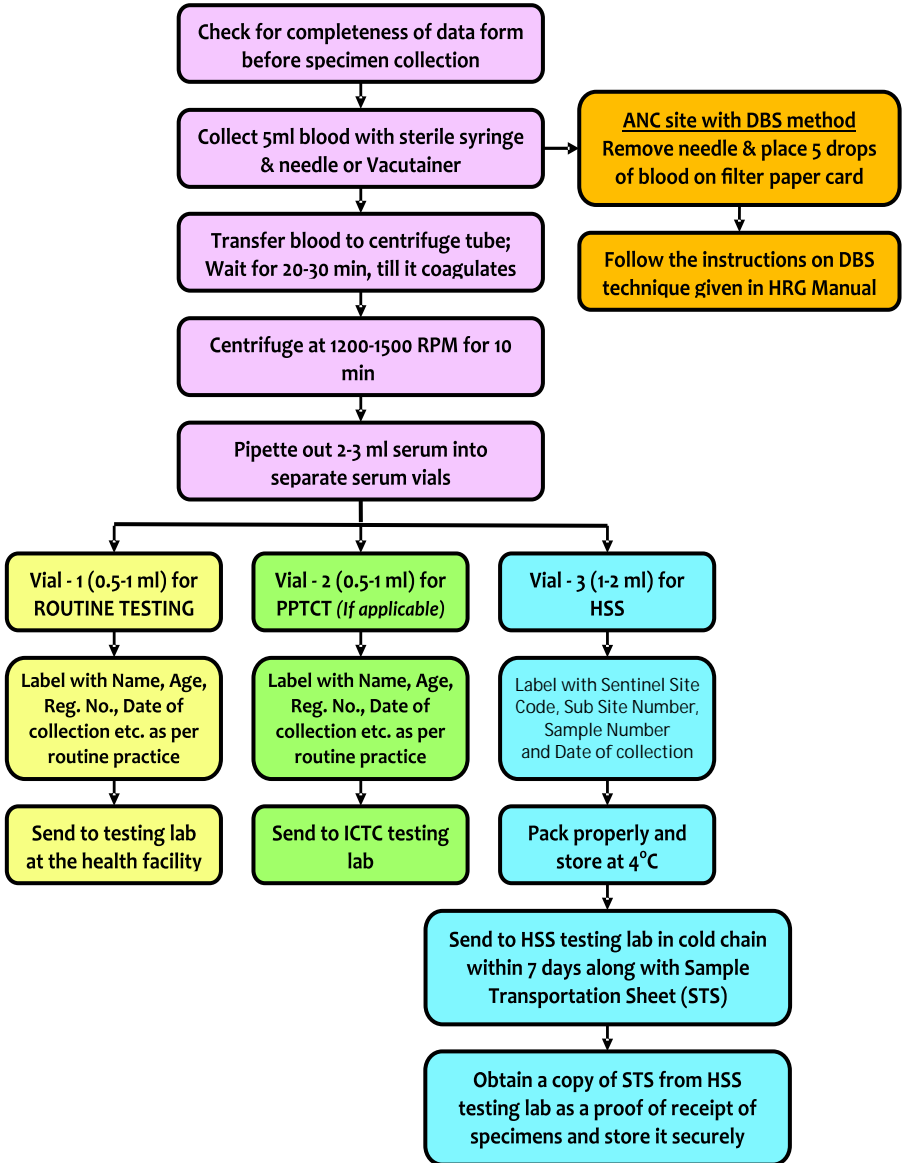 Check for completeness of data form
before specimen collection
Collect 5ml blood with sterile syringe
& needle or Vacutainer
ANC site with DBS method
Remove needle & place 5 drops
of blood on filter paper card
Transfer blood to centrifuge tube;
Wait for 20-30 min, till it coagulates
Follow the instructions on DBS
technique given in HRG Manual
Centrifuge at 1200-1500 RPM for 10
min
Pipette out 2-3 ml serum into
separate serum vials
Vial - 1 (0.5-1 ml) for
ROUTINE TESTING
Vial - 2 (0.5-1 ml) for
PPTCT (If applicable)
Vial - 3 (1-2 ml) for
HSS
Label with Name, Age,
Reg. No., Date of
collection etc. as per
routine practice
Label with Name, Age,
Reg. No., Date of
collection etc. as per
routine practice
Label with Sentinel Site
Code, Sub Site Number,
Sample Number
and Date of collection
Send to testing lab
at the health facility
Send to ICTC testing
lab
Pack properly and
store at 4°C
Send to HSS testing lab in cold chain
within 7 days along with Sample
Transportation Sheet (STS)
Obtain a copy of STS from HSS
testing lab as a proof of receipt of
specimens and store it securely